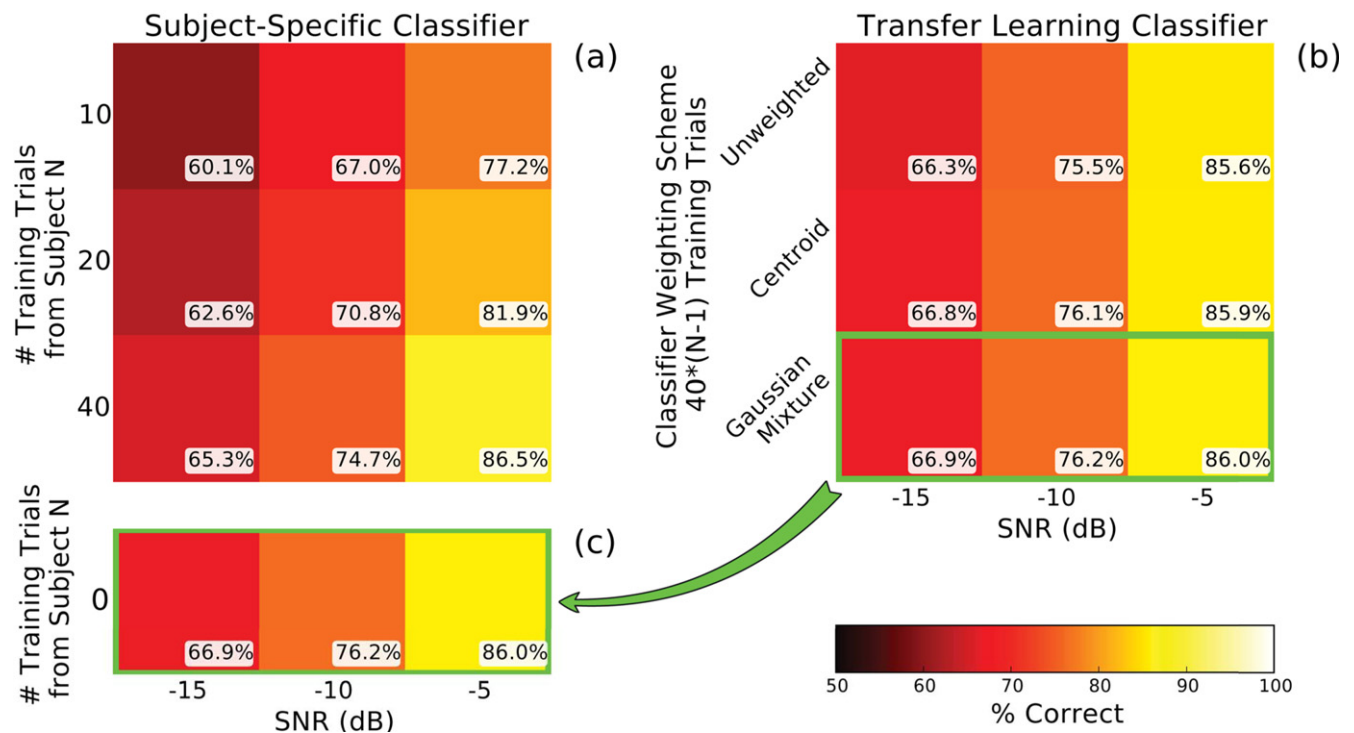 Subject-Specific Classifier
(a)
# Training Trials
from Subject N
10
60.1% 67.0% 77.2%
20
62.6% 70.8% 81.9%
40
65.3% 74.7% 86.5%
Transfer Learning Classifier
(b)
Classifier Weighting Scheme
40*(N-1) Training Trials
Unweighted
66.3% 75.5% 85.6%
Centroid
66.8% 76.1% 85.9%
Gaussian
Mixture
66.9% 76.2% 86.0%
-15 -10 -5
SNR (dB)
(c)
# Training Trials
from Subject N
0
66.9% 76.2% 86.0%
-15 -10 -5
SNR (dB)
50 60 70 80 90 100
% Correct